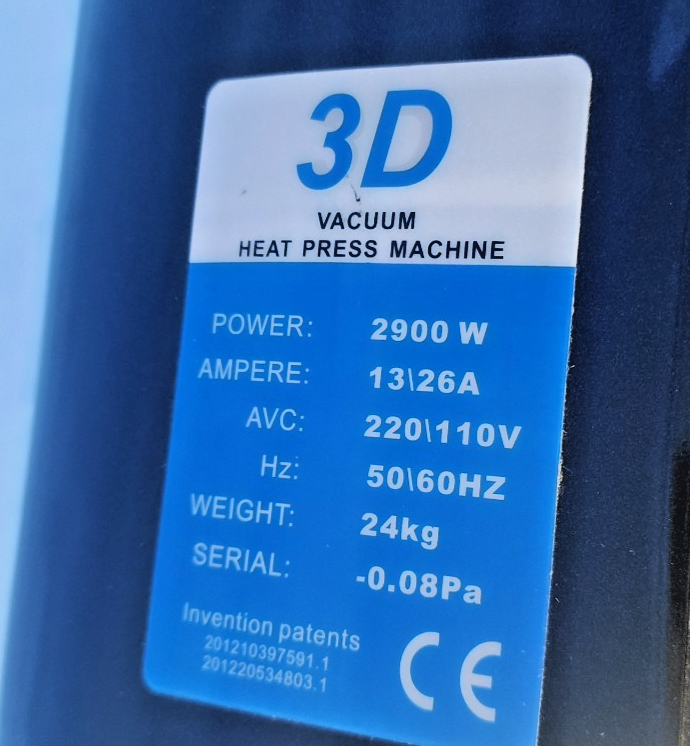 3D
VACUUM
HEAT PRESS MACHINE
POWER: 2900 W
AMPERE: 13\26A
AVC: 220\110V
Hz: 50\60HZ
WEIGHT: 24kg
SERIAL: -0.08Pa
Invention patents
201210397591.1
201220534803.1
CE